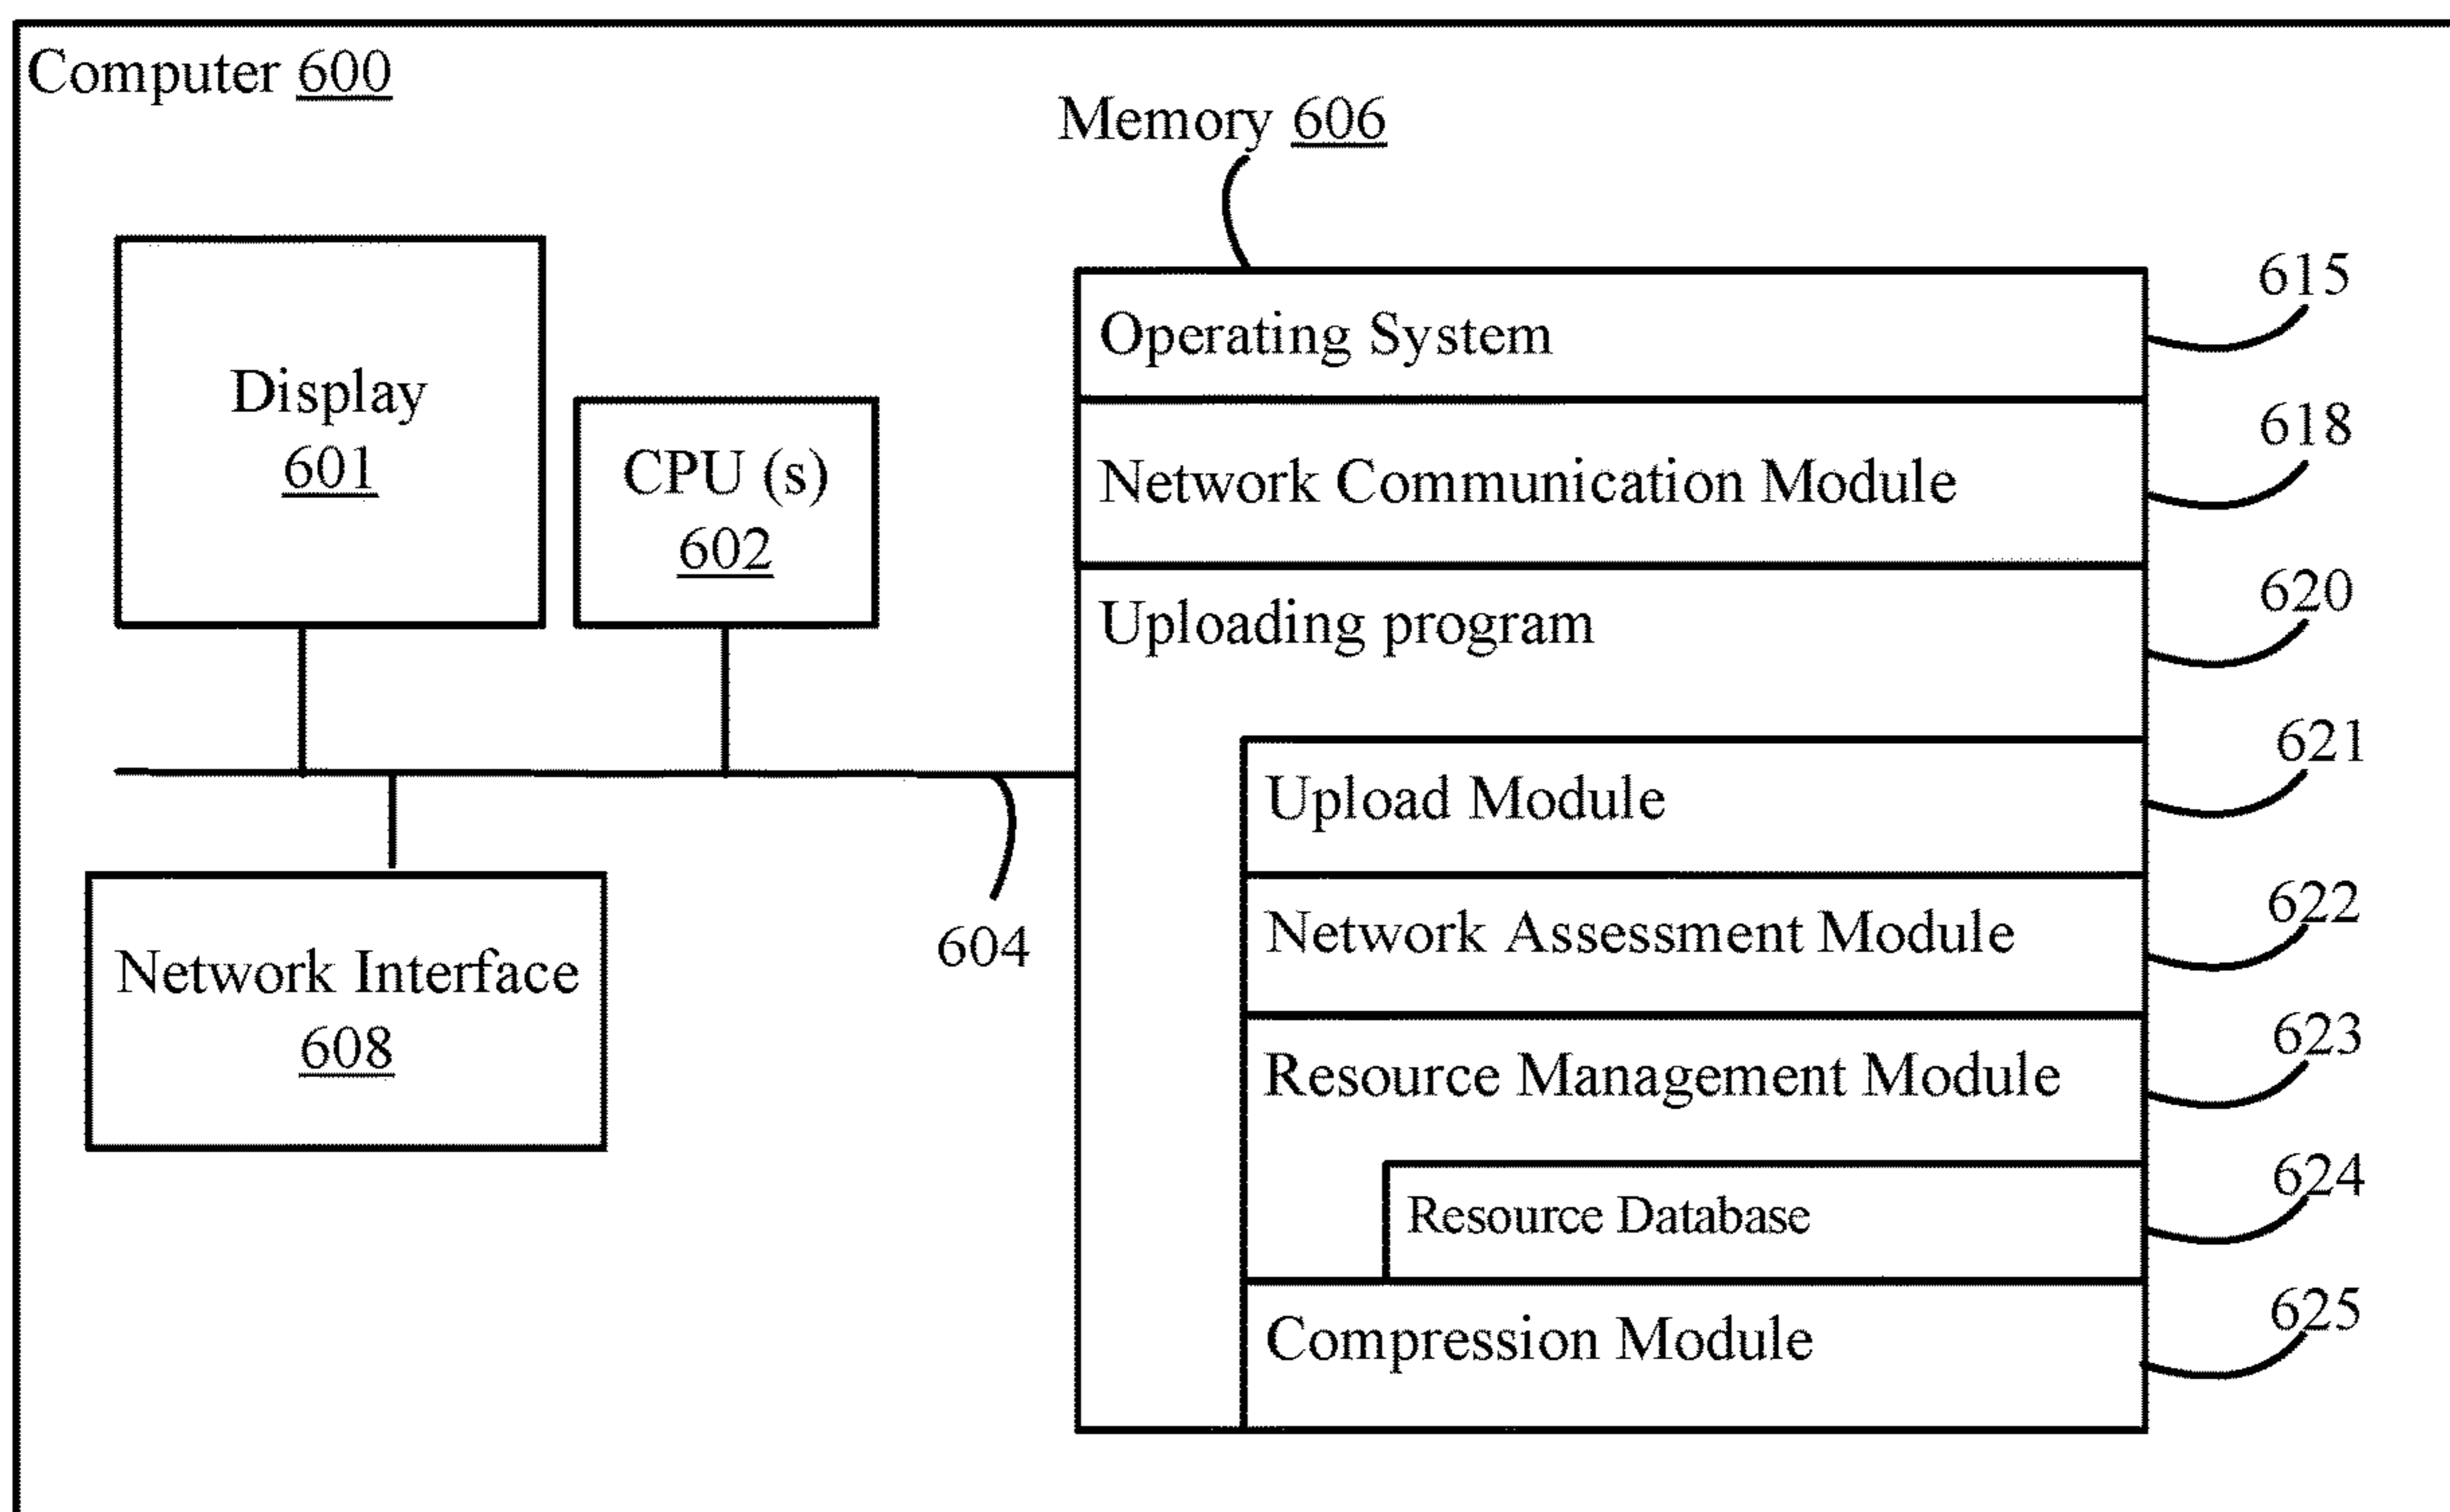 Computer 600
Memory 606
Display
601
CPU (s)
602
Network Interface
608
604
Operating System
615
Network Communication Module
618
Uploading program
620
Upload Module
621
Network Assessment Module
622
Resource Management Module
623
Resource Database
624
Compression Module
625